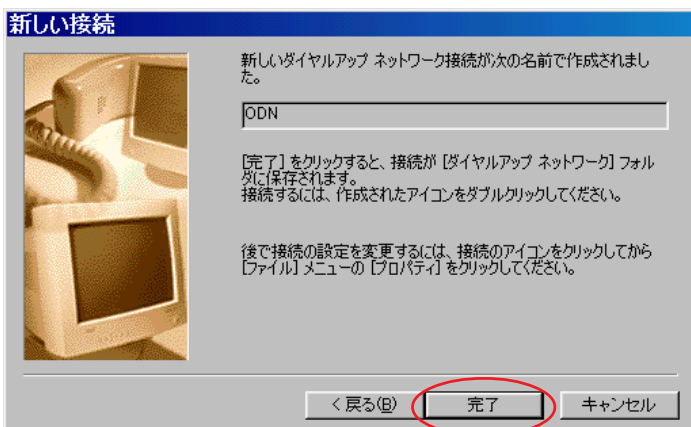 新しい接続
新しいダイヤルアップ ネットワーク接続が次の名前で作成されまし
た。
ODN
[完了] をクリックすると、接続が [ダイヤルアップ ネットワーク] フォル
ダに保存されます。
接続するには、作成されたアイコンをダブルクリックしてください。
後で接続の設定を変更するには、接続のアイコンをクリックしてから
[ファイル] メニューの [プロパティ] をクリックしてください。
< 戻る(B)
完了
キャンセル